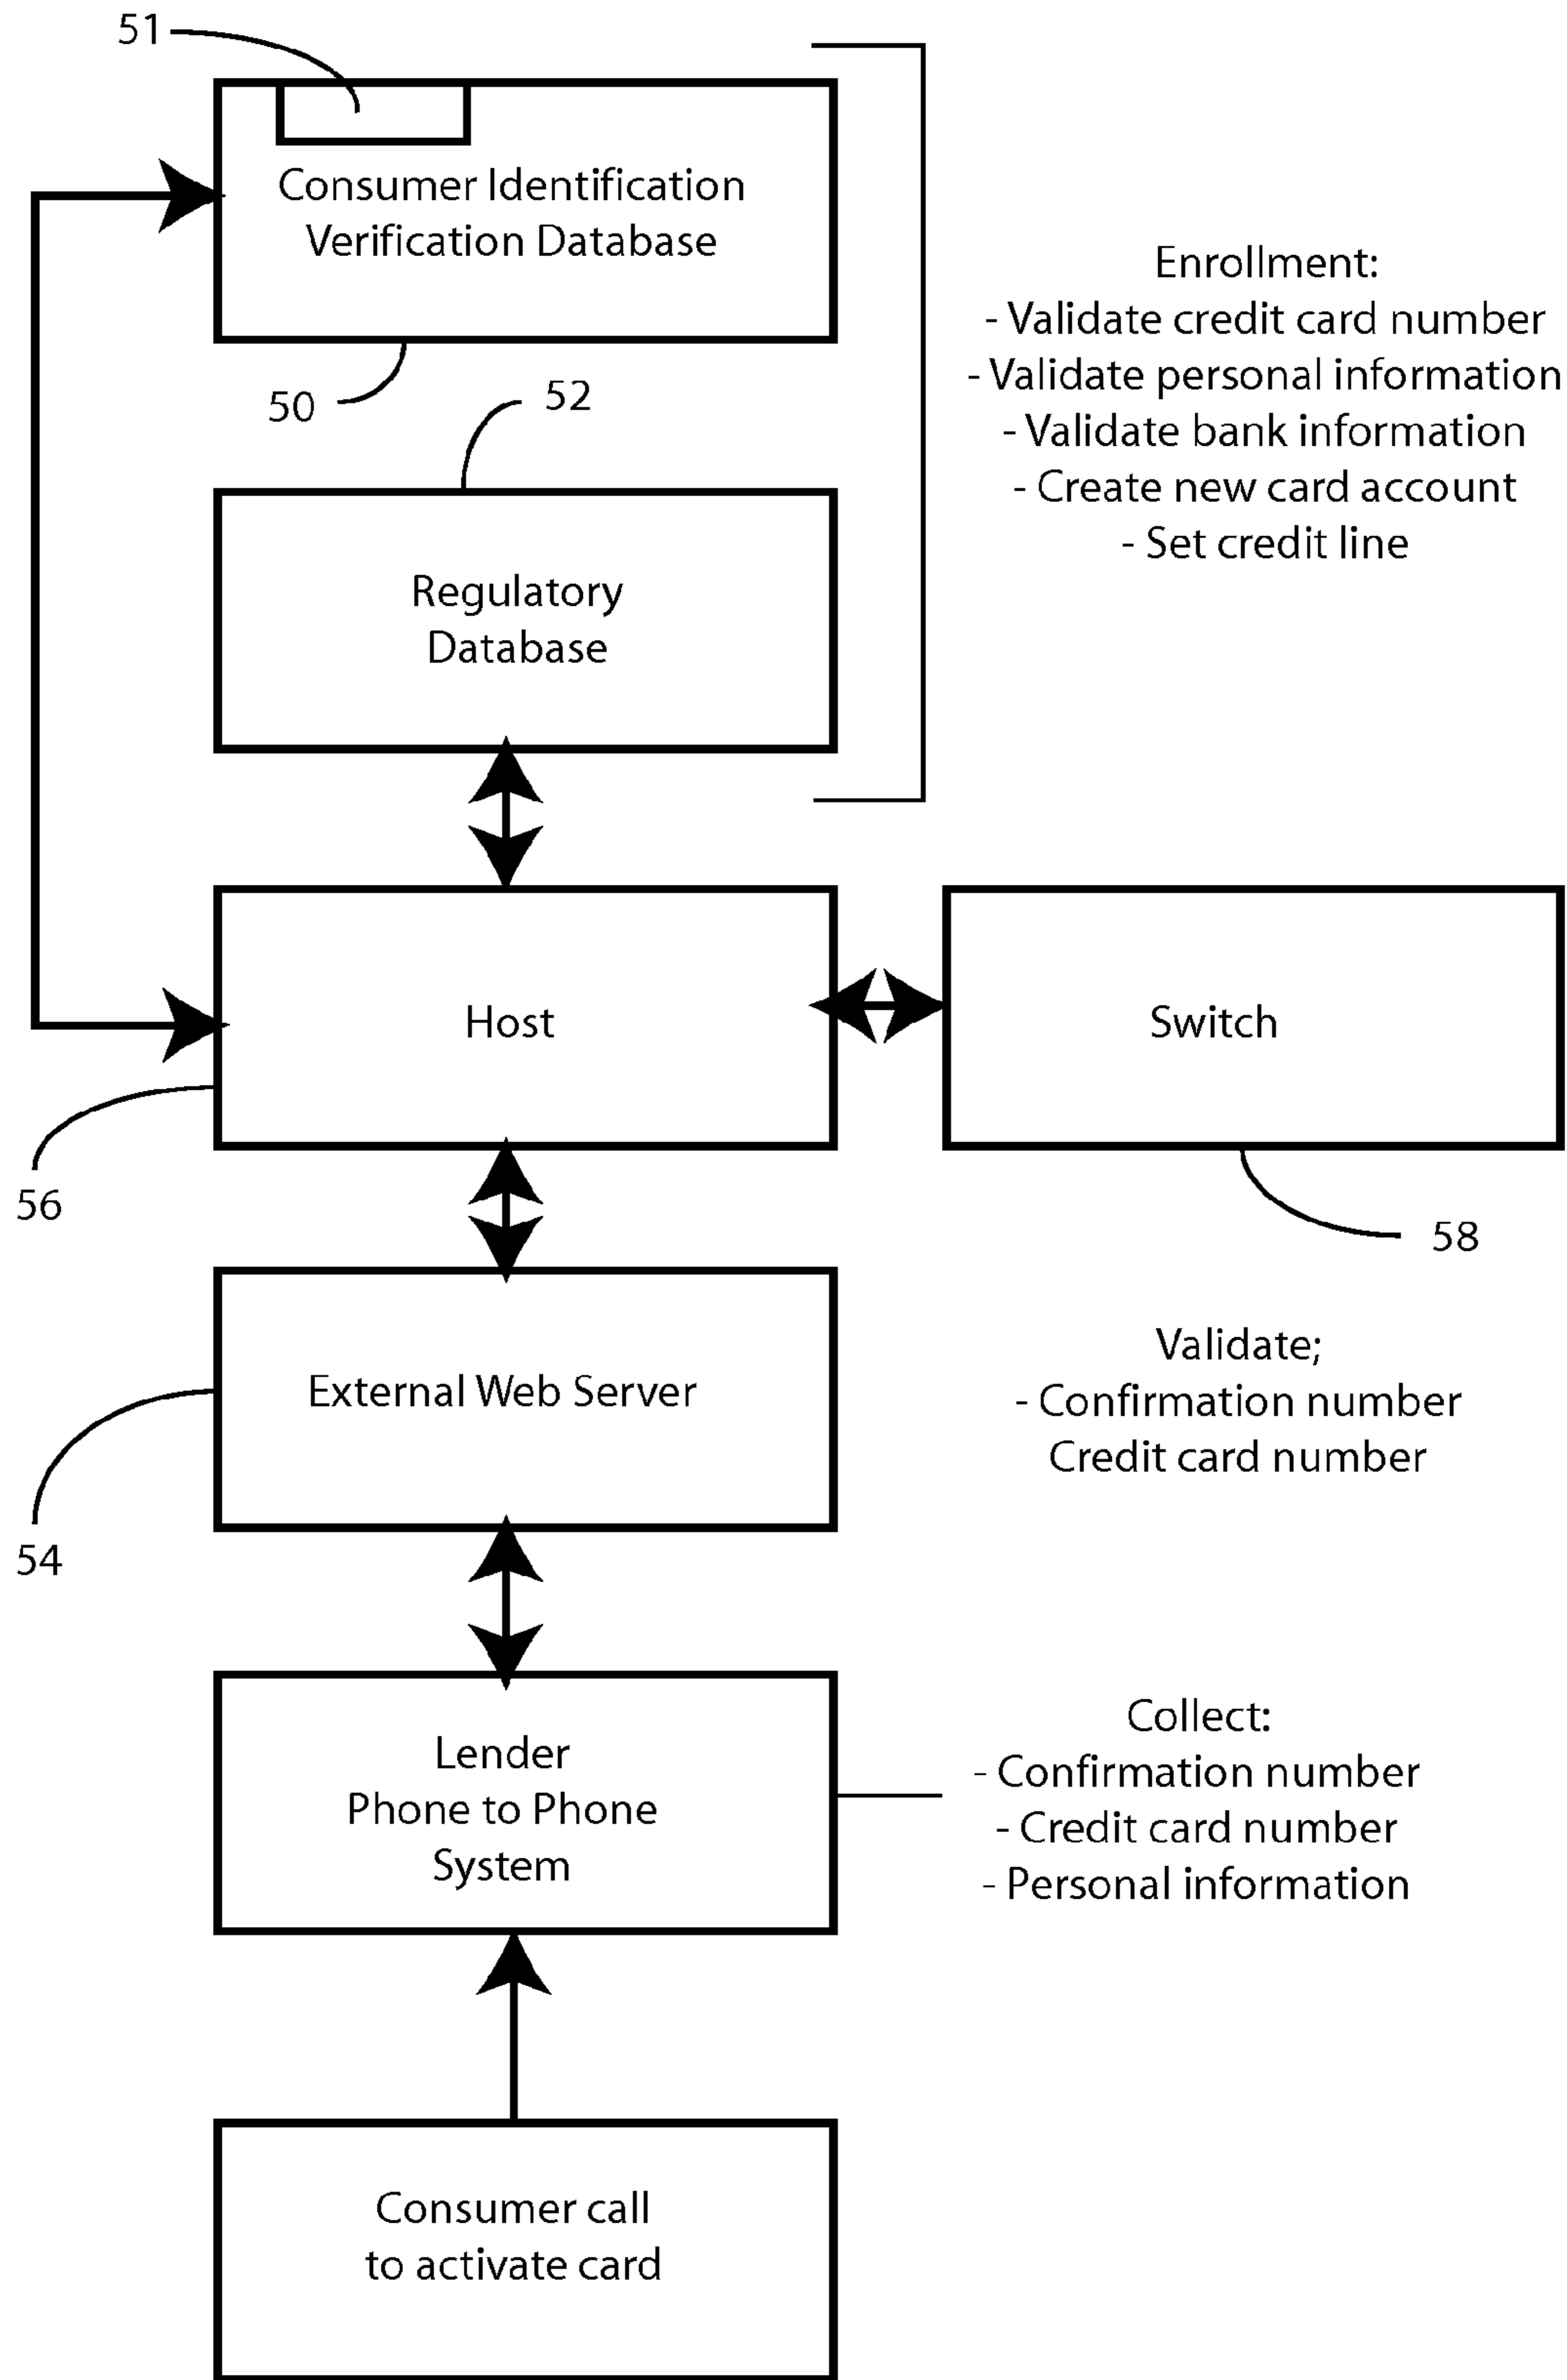 51
Consumer Identification
Verification Database
50
52
Enrollment:
- Validate credit card number
- Validate personal information
- Validate bank information
- Create new card account
- Set credit line
Regulatory
Database
Host
Switch
56
58
External Web Server
54
Validate;
- Confirmation number
Credit card number
Lender
Phone to Phone
System
Collect:
- Confirmation number
- Credit card number
- Personal information
Consumer call
to activate card